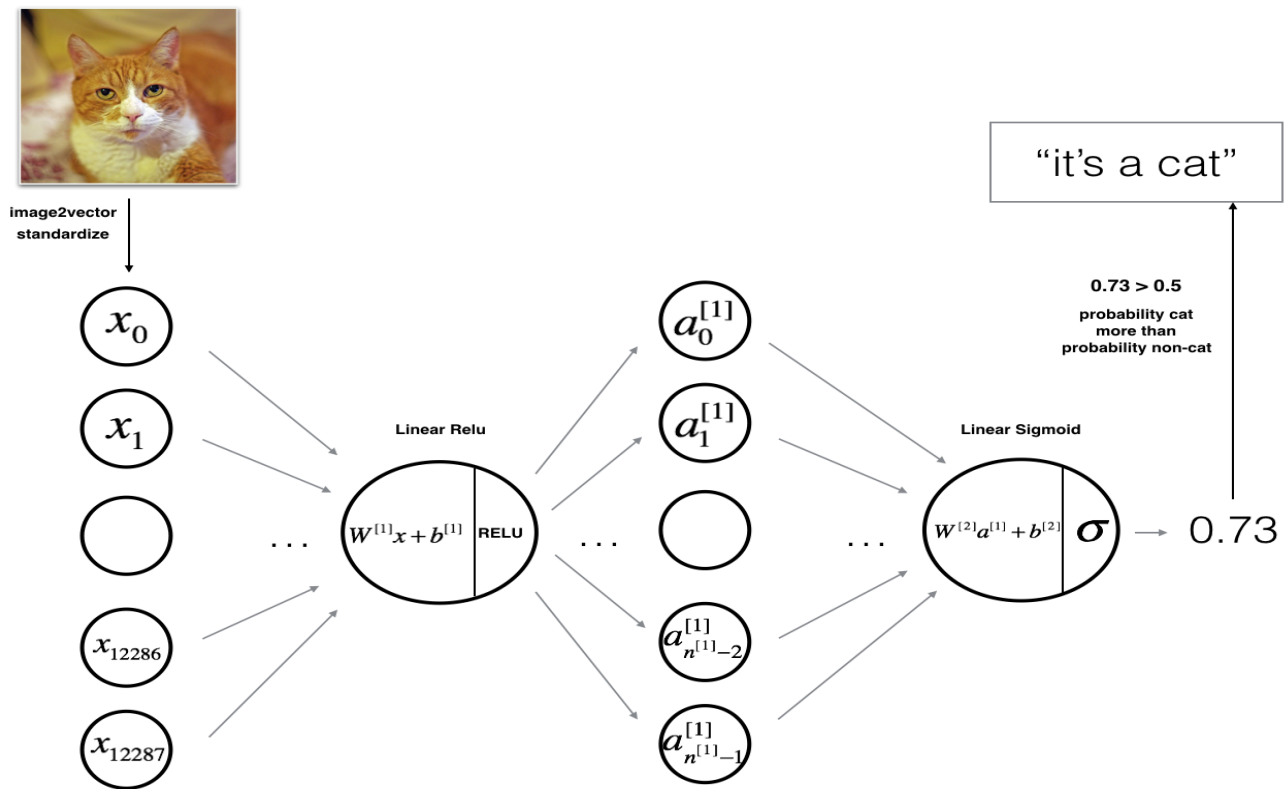 image2vector
standardize
x₀
x₁
x₁₂₂₈₆
x₁₂₂₈₇
. . .
Linear Relu
W^[1]x + b^[1]
RELU
. . .
a₀^[1]
a₁^[1]
a_{n^[1]−2}^[1]
a_{n^[1]−1}^[1]
. . .
Linear Sigmoid
W^[2]a^[1] + b^[2]
σ
0.73
0.73 > 0.5
probability cat
more than
probability non-cat
“it’s a cat”